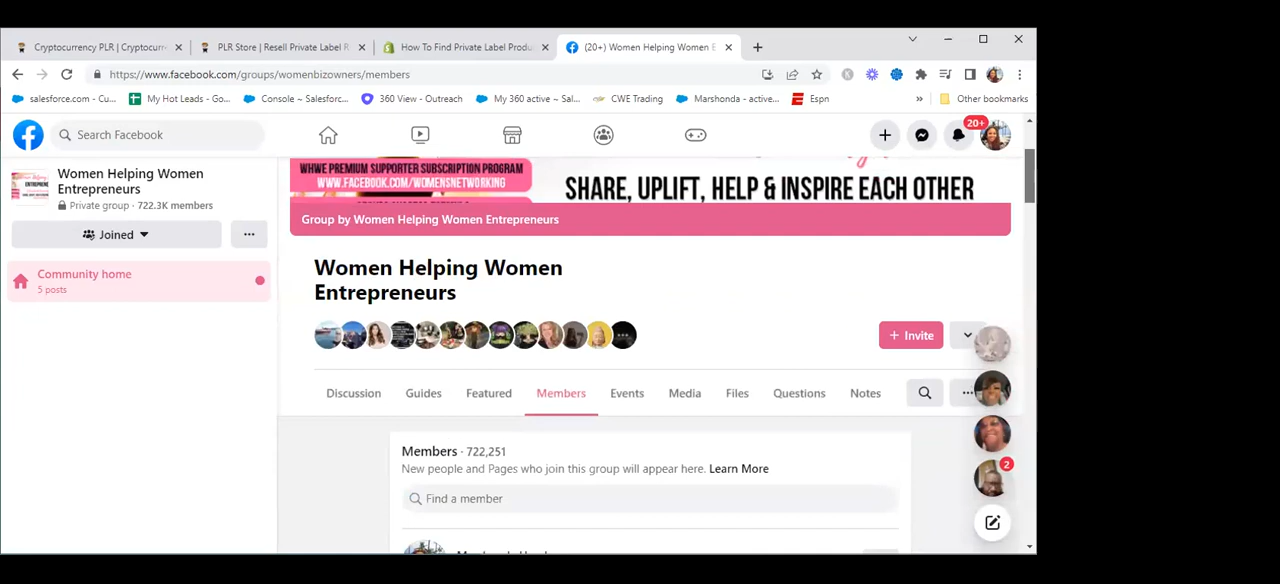 Cryptocurrency PLR | Cryptocurr
PLR Store | Resell Private Label R
How To Find Private Label Produ
(20+) Women Helping Women E
https://www.facebook.com/groups/womenbizowners/members
salesforce.com - Cu...
My Hot Leads - Go...
Console ~ Salesforc...
360 View - Outreach
My 360 active ~ Sal...
CWE Trading
Marshonda - active...
Espn
»
Other bookmarks
Search Facebook
20+
Women Helping Women
Entrepreneurs
Private group · 722.3K members
Joined
Community home
5 posts
WHWE PREMIUM SUPPORTER SUBSCRIPTION PROGRAM
WWW.FACEBOOK.COM/WOMENSNETWORKING
SHARE, UPLIFT, HELP & INSPIRE EACH OTHER
Group by Women Helping Women Entrepreneurs
Women Helping Women
Entrepreneurs
+ Invite
Discussion
Guides
Featured
Members
Events
Media
Files
Questions
Notes
Members · 722,251
New people and Pages who join this group will appear here. Learn More
Find a member
2